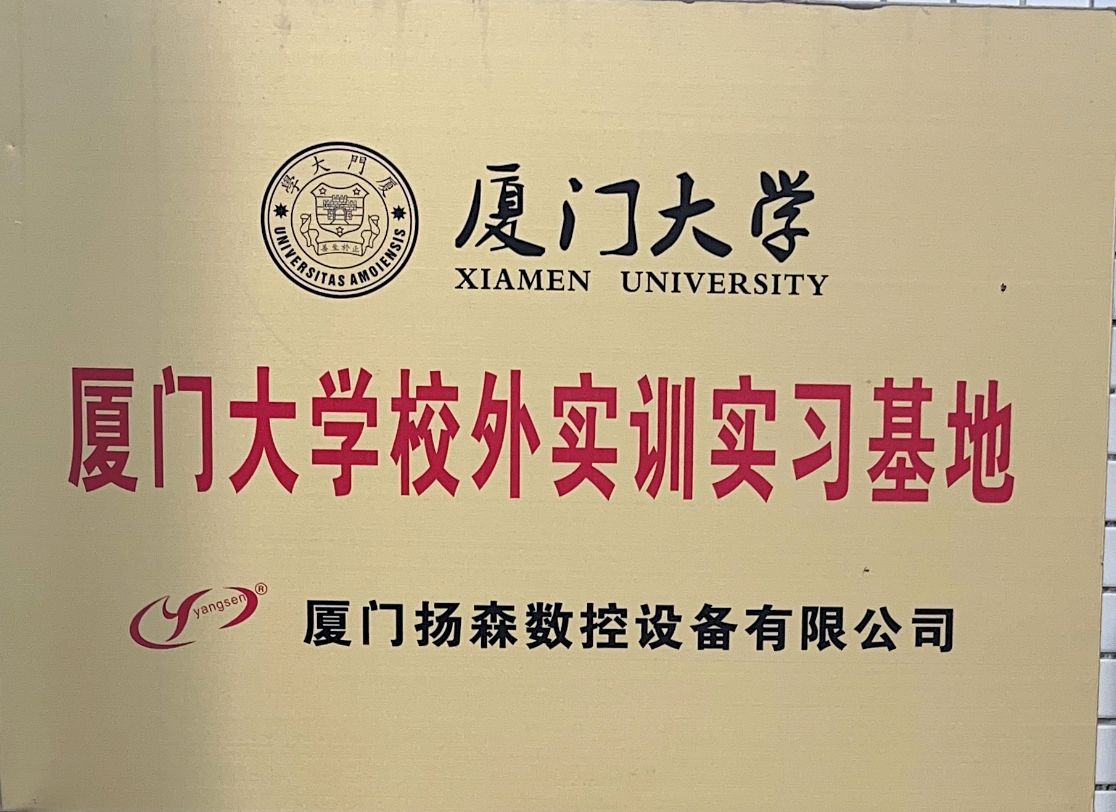 廈門大學
UNIVERSITAS AMOIENSIS
厦门大学
XIAMEN UNIVERSITY
厦门大学校外实训实习基地
yangsen®
厦门扬森数控设备有限公司